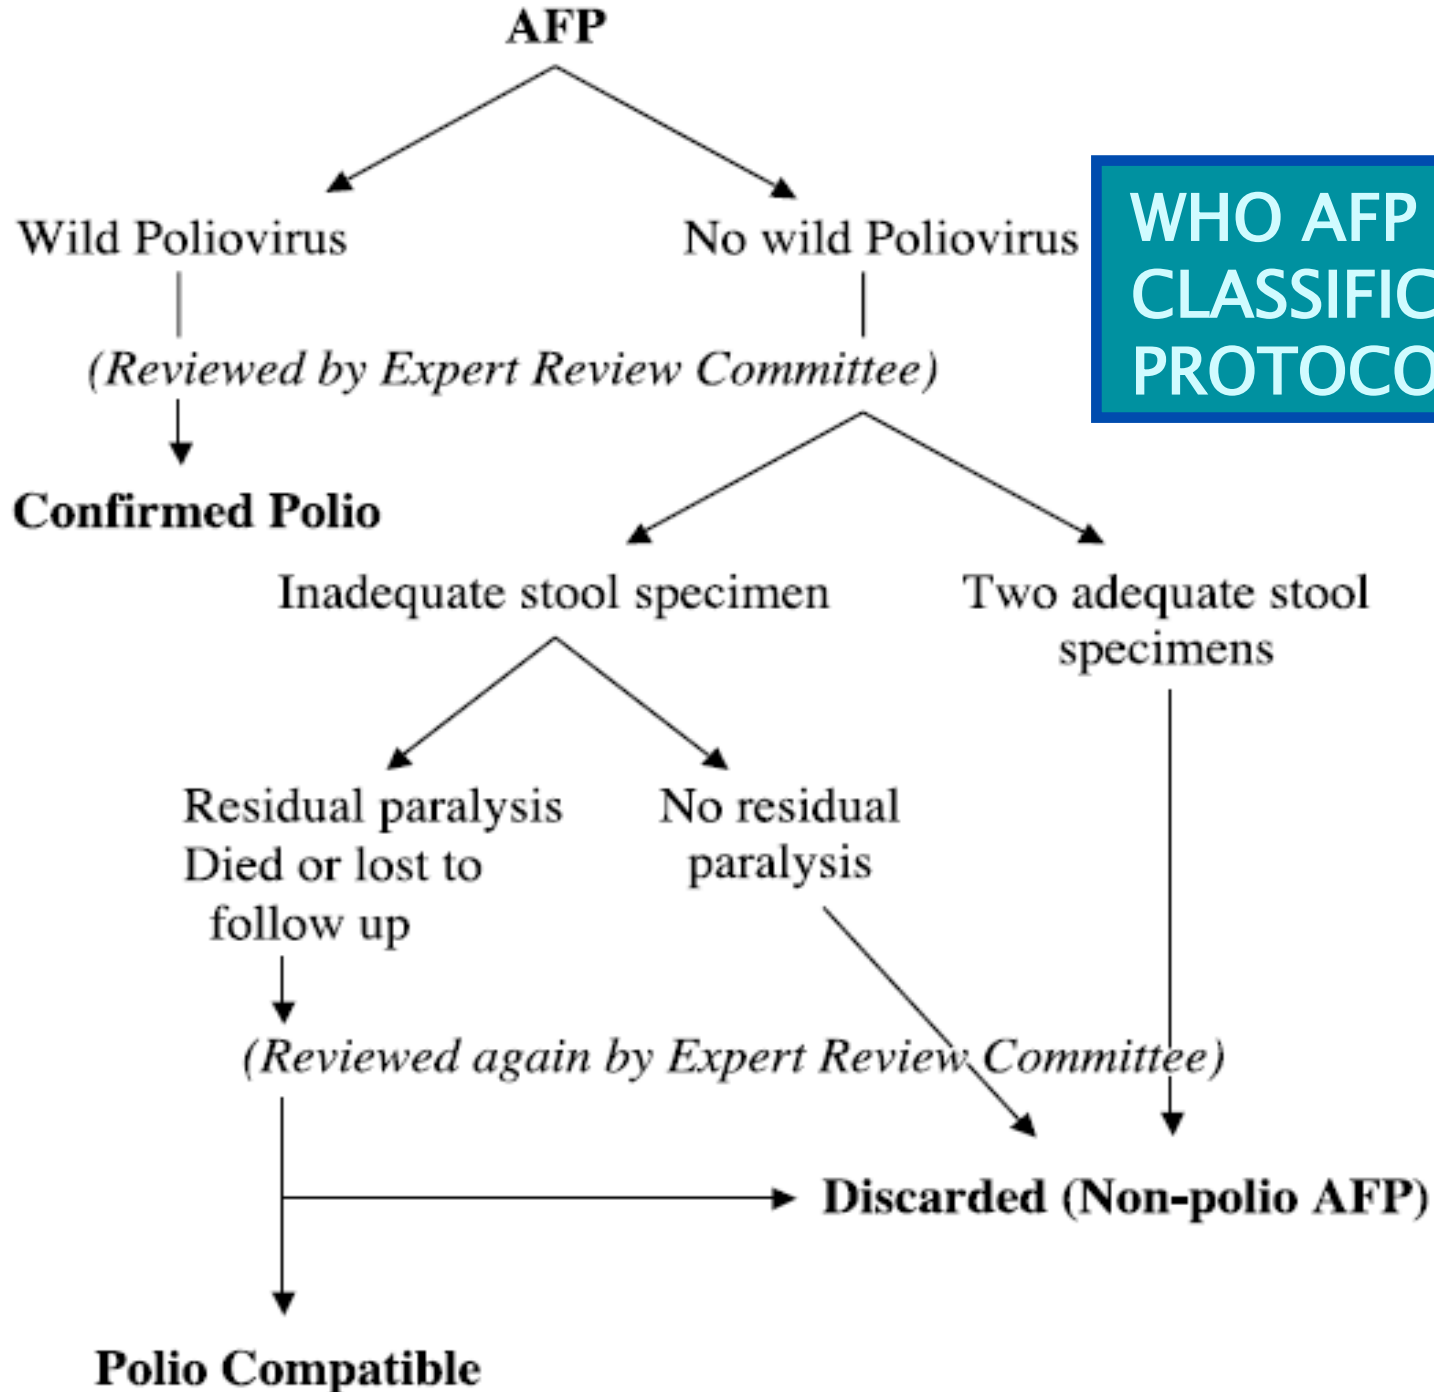 AFP
Wild Poliovirus
No wild Poliovirus
WHO AFP
(Reviewed by Expert Review Committee)
Confirmed Polio
Inadequate stool specimen
Two adequate stool
specimens
Residual paralysis
Died or lost to
follow up
No residual
paralysis
(Reviewed again by Expert Review Committee)
Discarded (Non-polio AFP)
Polio Compatible